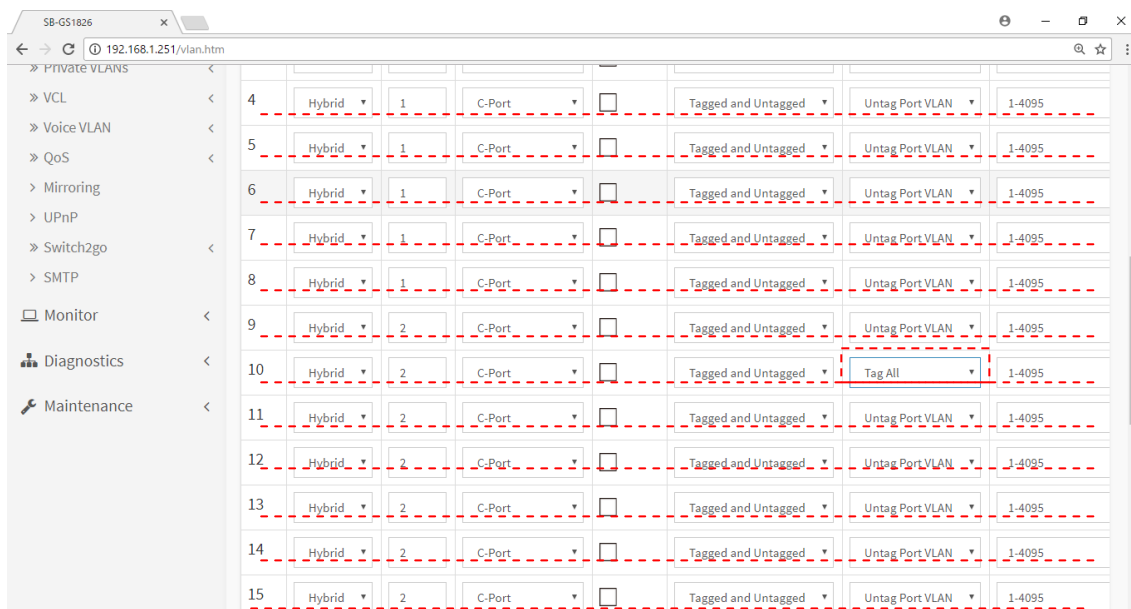 SB-GS1826
192.168.1.251/vlan.htm
» Private VLANs <
» VCL <
» Voice VLAN <
» QoS <
> Mirroring
> UPnP
» Switch2go <
> SMTP
Monitor <
Diagnostics <
Maintenance <
4 Hybrid 1 C-Port Tagged and Untagged Untag Port VLAN 1-4095
5 Hybrid 1 C-Port Tagged and Untagged Untag Port VLAN 1-4095
6 Hybrid 1 C-Port Tagged and Untagged Untag Port VLAN 1-4095
7 Hybrid 1 C-Port Tagged and Untagged Untag Port VLAN 1-4095
8 Hybrid 1 C-Port Tagged and Untagged Untag Port VLAN 1-4095
9 Hybrid 2 C-Port Tagged and Untagged Untag Port VLAN 1-4095
10 Hybrid 2 C-Port Tagged and Untagged Tag All 1-4095
11 Hybrid 2 C-Port Tagged and Untagged Untag Port VLAN 1-4095
12 Hybrid 2 C-Port Tagged and Untagged Untag Port VLAN 1-4095
13 Hybrid 2 C-Port Tagged and Untagged Untag Port VLAN 1-4095
14 Hybrid 2 C-Port Tagged and Untagged Untag Port VLAN 1-4095
15 Hybrid 2 C-Port Tagged and Untagged Untag Port VLAN 1-4095